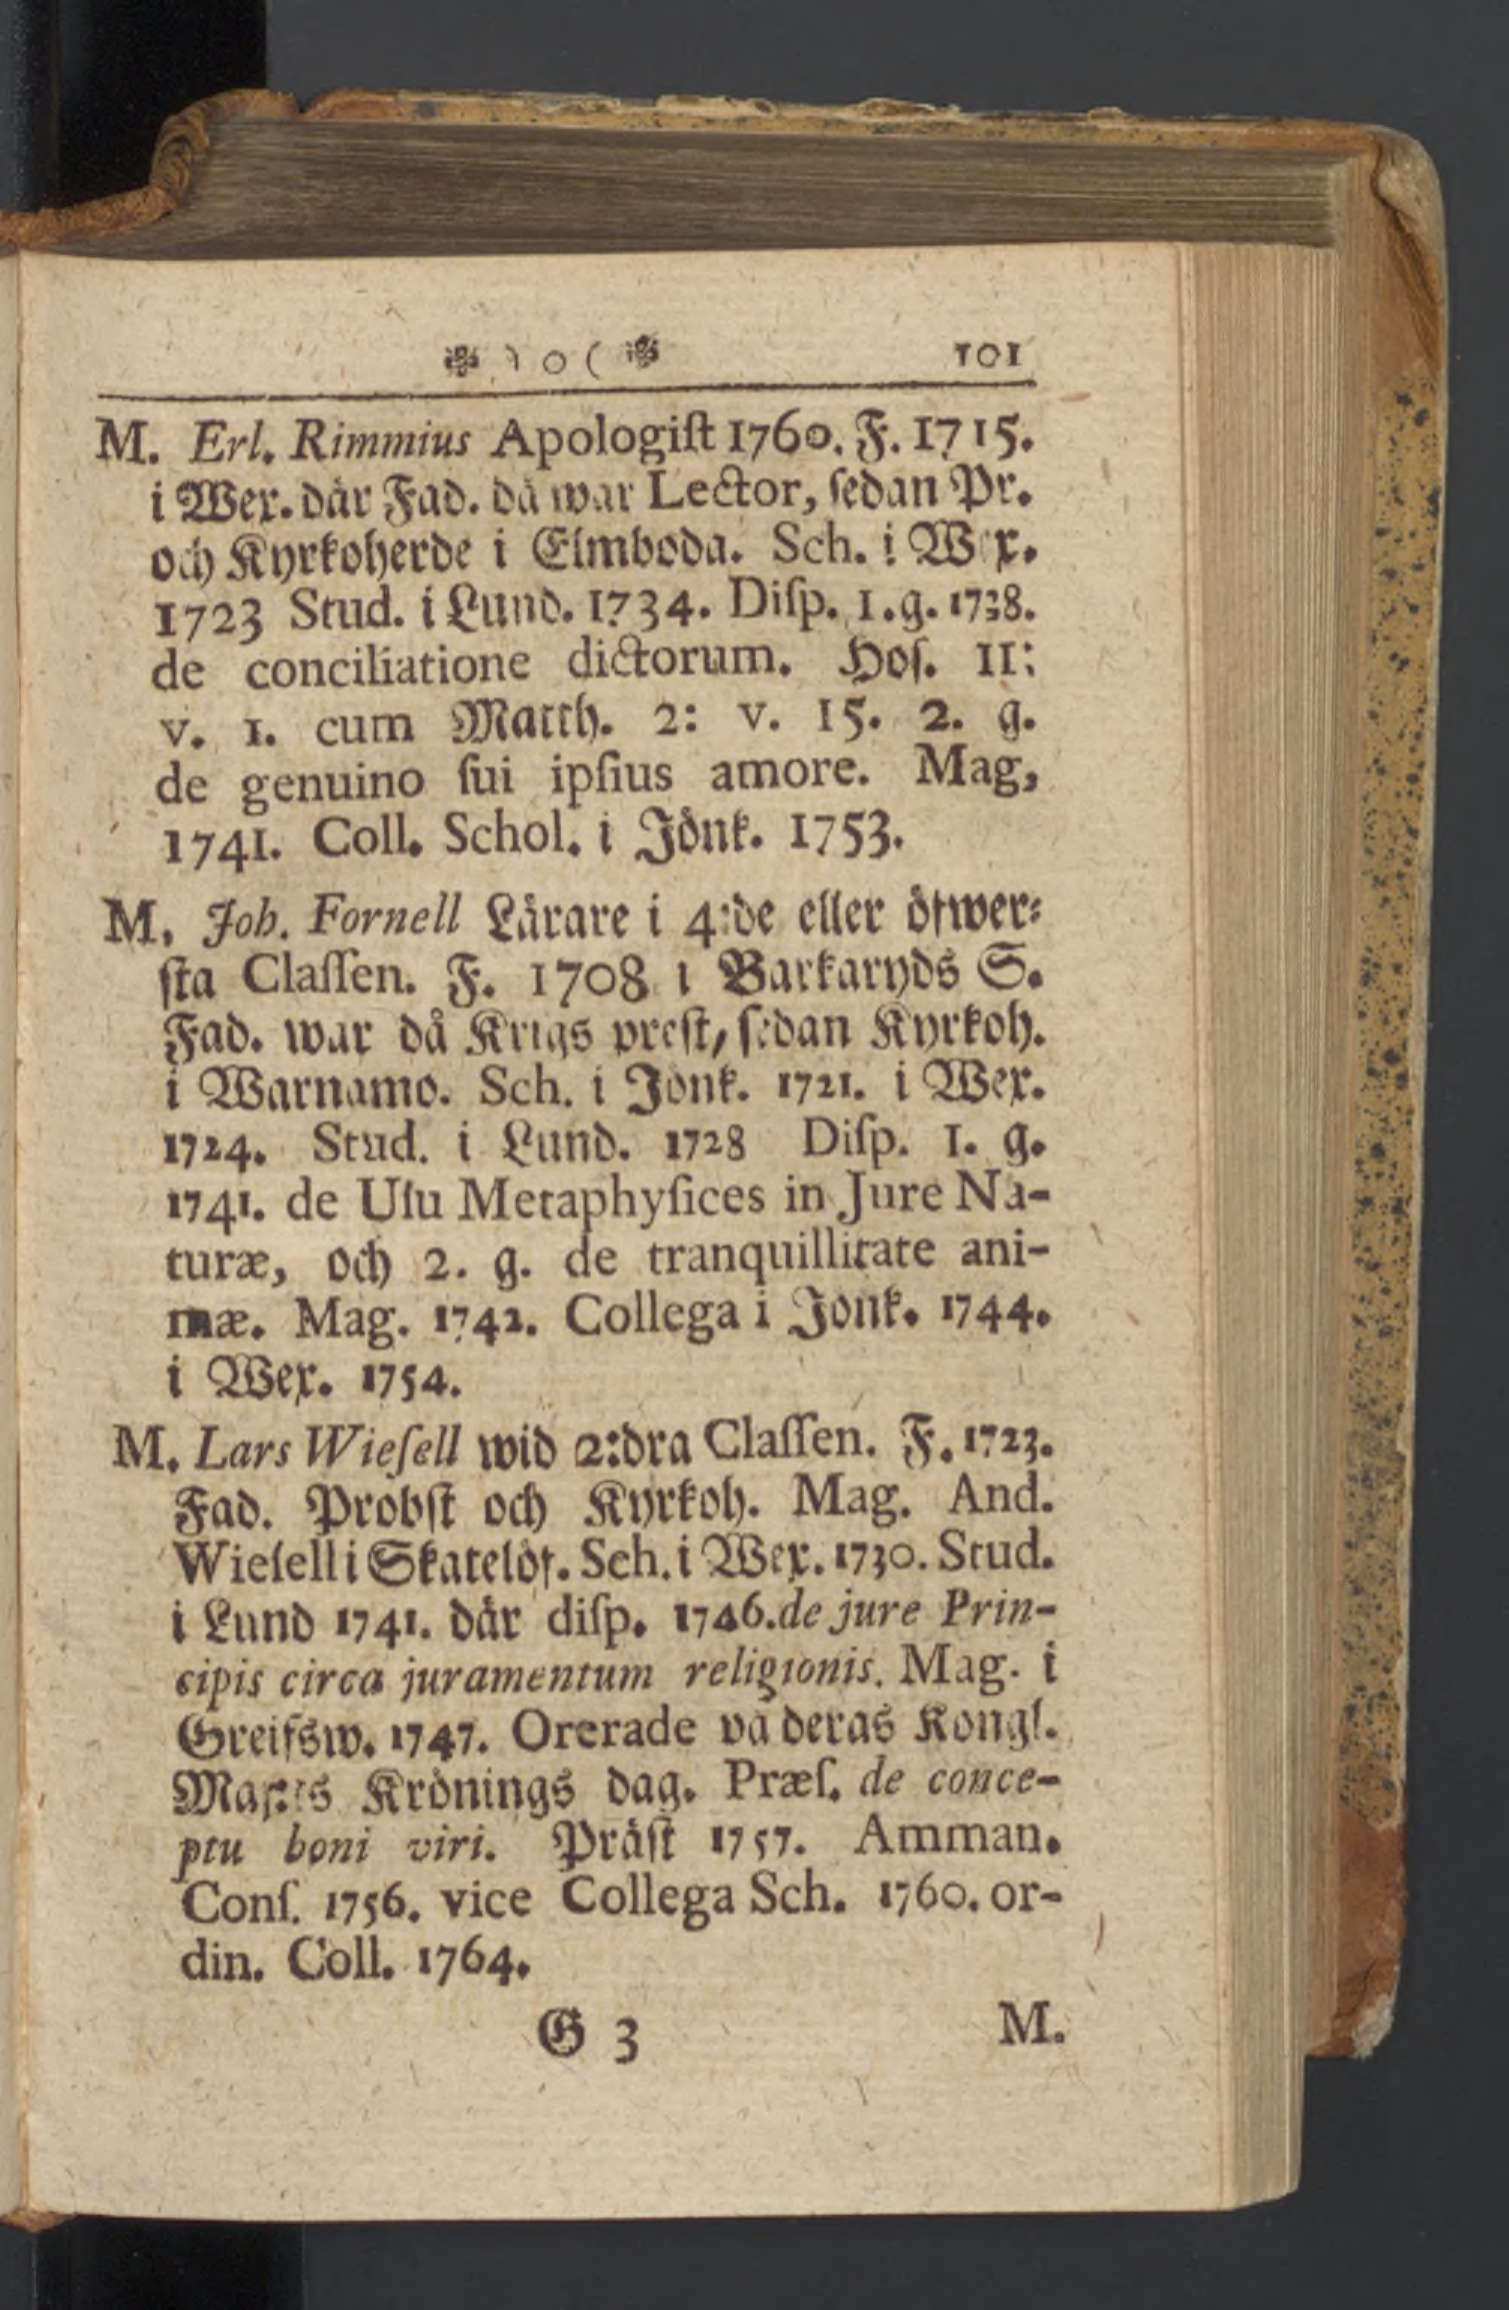 ❧ ) o ( ❧ 101
M. Erl. Rimmius Apologiſt 1760. F. 1715.
i Wex. där Fad. då war Lector, ſedan Pr.
och Kyrkoherde i Elmboda. Sch. i Wex.
1723 Stud. i Lund. 1734. Diſp. 1. g. 1738.
de conciliatione dictorum. Hoſ. II:
v. 1. cum Matth. 2: v. 15. 2. g.
de genuino ſui ipſius amore. Mag,
1741. Coll. Schol. i Jönk. 1753.
M. Joh. Fornell Lärare i 4:de eller öfwer-
ſta Claſſen. F. 1708 i Barkaryds S.
Fad. war då Krigs preſt, ſedan Kyrkoh.
i Warnamo. Sch. i Jönk. 1721. i Wex.
1724. Stud. i Lund. 1728 Diſp. 1. g.
1741. de Uſu Metaphyſices in Jure Na-
turæ, och 2. g. de tranquillitate ani-
mæ. Mag. 1742. Collega i Jönk. 1744.
i Wex. 1754.
M. Lars Wieſell wid 2:dra Claſſen. F. 1723.
Fad. Probſt och Kyrkoh. Mag. And.
Wieſell i Skatelöf. Sch. i Wex. 1730. Stud.
i Lund 1741. där diſp. 1746. de jure Prin-
cipis circa juramentum religionis. Mag. i
Greifsw. 1747. Orerade på deras Kongl.
Maj:ts Krönings dag. Præſ. de conce-
ptu boni viri. Präſt 1757. Amman.
Conſ. 1756. vice Collega Sch. 1760. or-
din. Coll. 1764.
G 3 M.